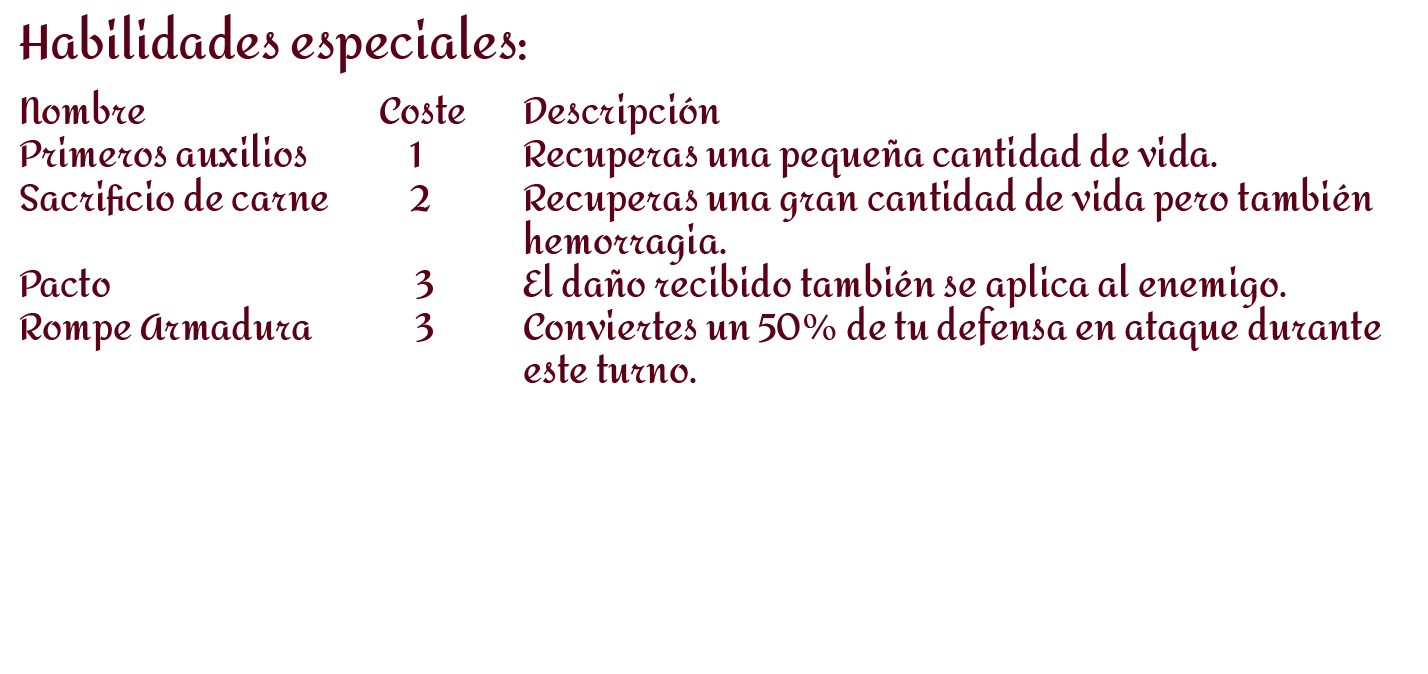 Habilidades especiales:
Nombre Coste Descripción
Primeros auxilios 1 Recuperas una pequeña cantidad de vida.
Sacrificio de carne 2 Recuperas una gran cantidad de vida pero también
hemorragia.
Pacto 3 El daño recibido también se aplica al enemigo.
Rompe Armadura 3 Conviertes un 50% de tu defensa en ataque durante
este turno.